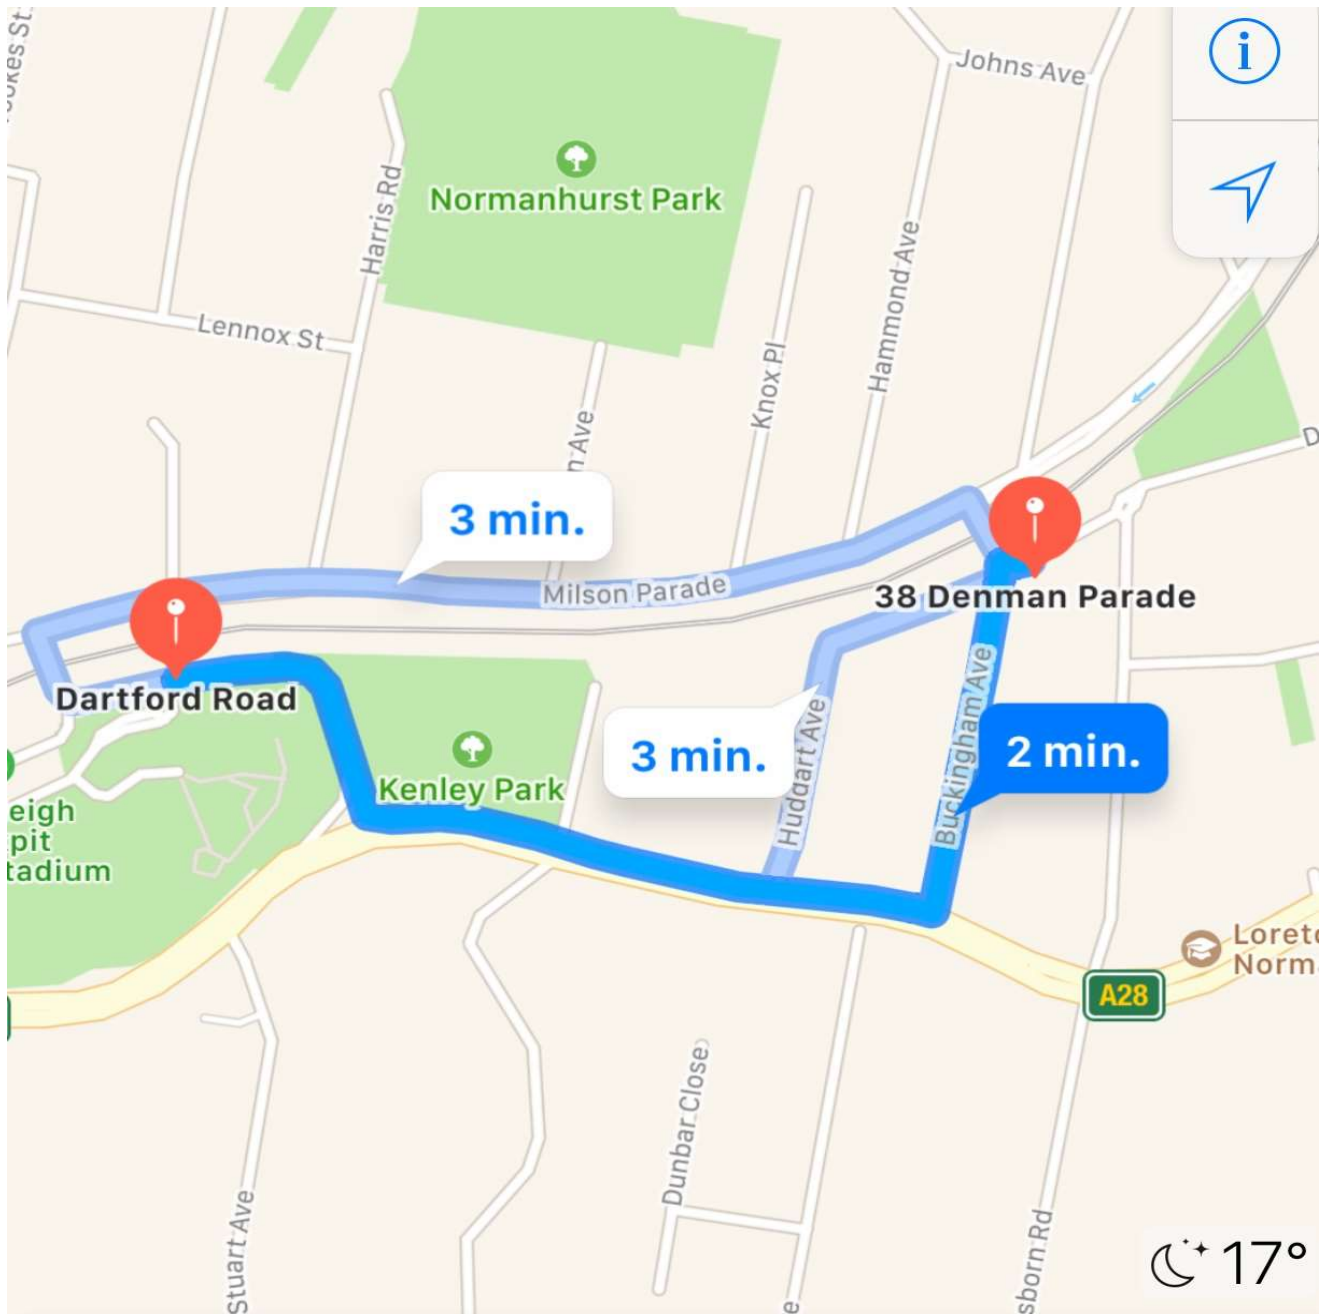 Johns Ave
i
Normanhurst Park
Harris Rd
Hammond Ave
Lennox St
Knox Pl
3 min.
Milson Parade
38 Denman Parade
Dartford Road
Buckingham Ave
3 min.
Huddart Ave
2 min.
Kenley Park
A28
Dunbar Close
Stuart Ave
17°